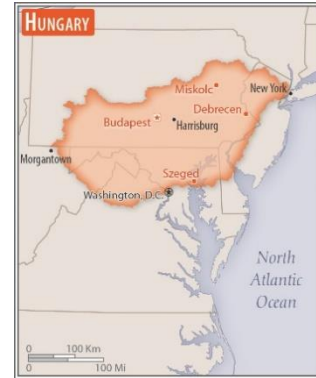 HUNGARY
Miskolc
New York
Debrecen
Budapest
Harrisburg
Morgantown
Szeged
Washington, D.C.
North
Atlantic
Ocean
0 100 Km
0 100 Mi